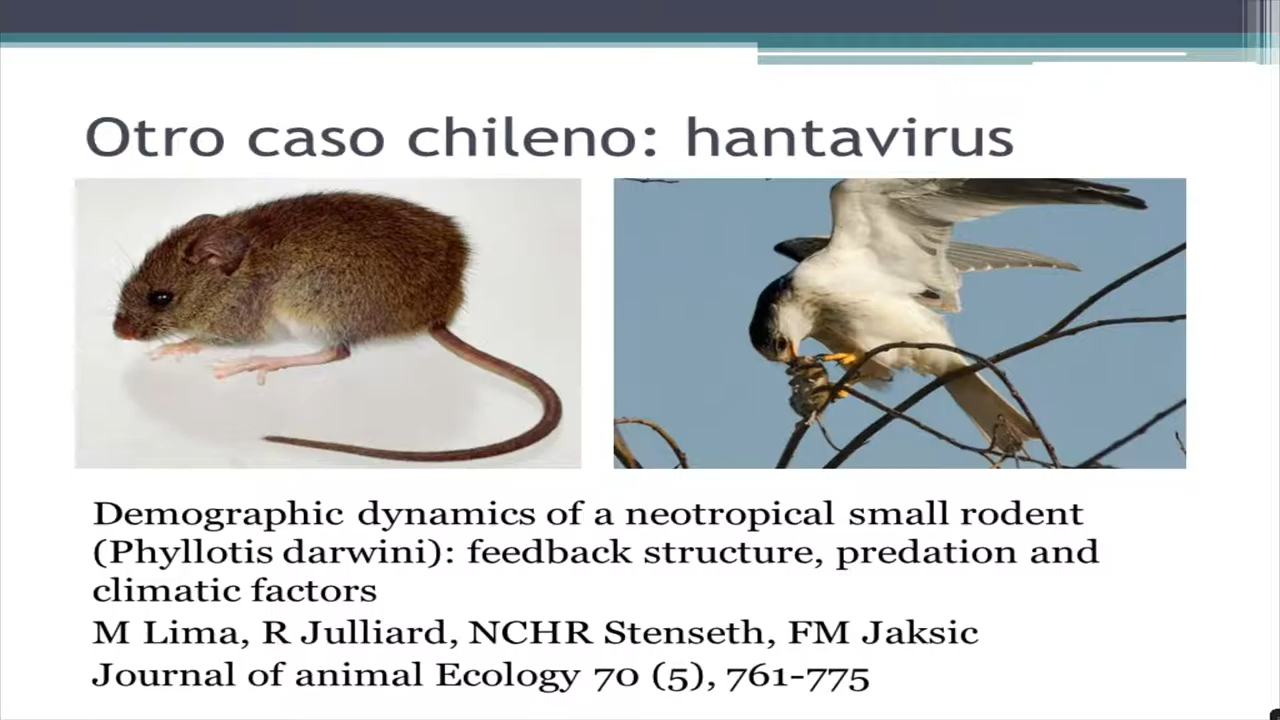 Otro caso chileno: hantavirus
Demographic dynamics of a neotropical small rodent
(Phyllotis darwini): feedback structure, predation and
climatic factors
M Lima, R Julliard, NCHR Stenseth, FM Jaksic
Journal of animal Ecology 70 (5), 761-775